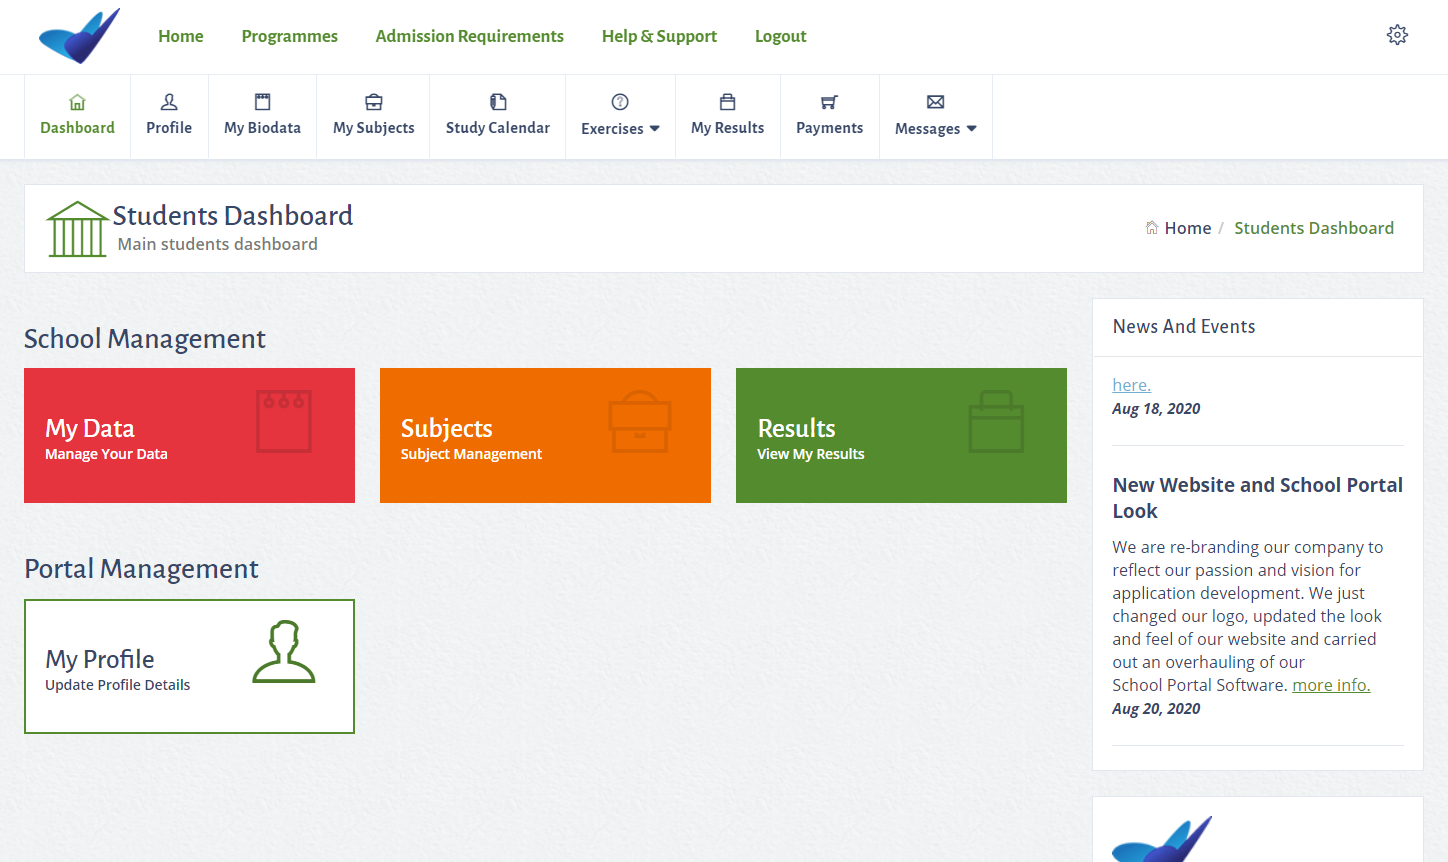 Home Programmes Admission Requirements Help & Support Logout
Dashboard Profile My Biodata My Subjects Study Calendar Exercises My Results Payments Messages
Students Dashboard
Main students dashboard
Home / Students Dashboard
School Management
My Data
Manage Your Data
Subjects
Subject Management
Results
View My Results
Portal Management
My Profile
Update Profile Details
News And Events
here.
Aug 18, 2020
New Website and School Portal
Look
We are re-branding our company to
reflect our passion and vision for
application development. We just
changed our logo, updated the look
and feel of our website and carried
out an overhauling of our
School Portal Software. more info.
Aug 20, 2020